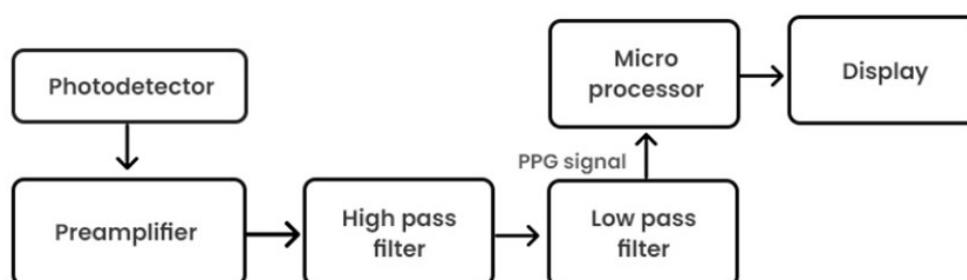 Photodetector
Preamplifier
High pass
filter
Low pass
filter
PPG signal
Micro
processor
Display